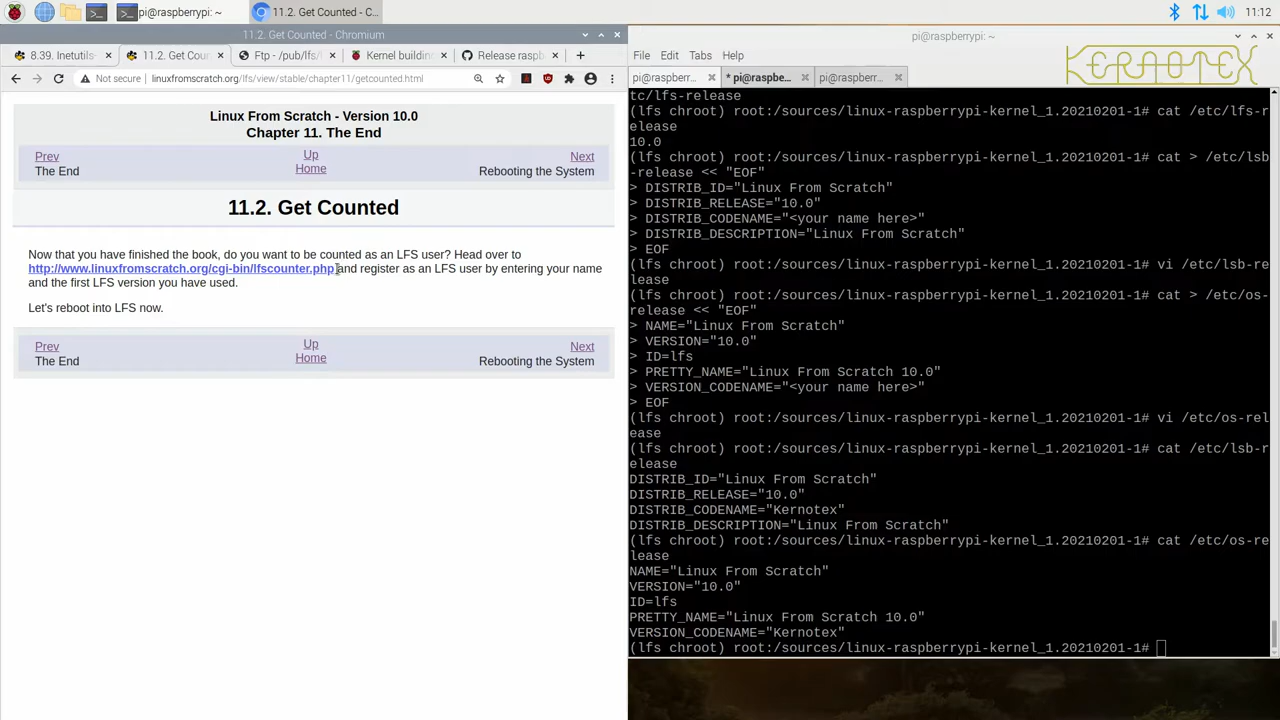 pi@raspberrypi: ~
11.2. Get Counted - C...
11:12
11.2. Get Counted - Chromium
pi@raspberrypi: ~
8.39. Inetutils-
11.2. Get Cour
Ftp - /pub/lfs/l
Kernel building
Release raspb
File Edit Tabs Help
Not secure | linuxfromscratch.org/lfs/view/stable/chapter11/getcounted.html
KERNOTEX
pi@raspberr...
* pi@raspbe...
pi@raspberr...
Linux From Scratch - Version 10.0
Chapter 11. The End
Prev
Up
Next
The End
Home
Rebooting the System
11.2. Get Counted
Now that you have finished the book, do you want to be counted as an LFS user? Head over to
http://www.linuxfromscratch.org/cgi-bin/lfscounter.php and register as an LFS user by entering your name
and the first LFS version you have used.
Let's reboot into LFS now.
Prev
Up
Next
The End
Home
Rebooting the System
tc/lfs-release
(lfs chroot) root:/sources/linux-raspberrypi-kernel_1.20210201-1# cat /etc/lfs-r
elease
10.0
(lfs chroot) root:/sources/linux-raspberrypi-kernel_1.20210201-1# cat > /etc/lsb
-release << "EOF"
> DISTRIB_ID="Linux From Scratch"
> DISTRIB_RELEASE="10.0"
> DISTRIB_CODENAME="<your name here>"
> DISTRIB_DESCRIPTION="Linux From Scratch"
> EOF
(lfs chroot) root:/sources/linux-raspberrypi-kernel_1.20210201-1# vi /etc/lsb-re
lease
(lfs chroot) root:/sources/linux-raspberrypi-kernel_1.20210201-1# cat > /etc/os-
release << "EOF"
> NAME="Linux From Scratch"
> VERSION="10.0"
> ID=lfs
> PRETTY_NAME="Linux From Scratch 10.0"
> VERSION_CODENAME="<your name here>"
> EOF
(lfs chroot) root:/sources/linux-raspberrypi-kernel_1.20210201-1# vi /etc/os-rel
ease
(lfs chroot) root:/sources/linux-raspberrypi-kernel_1.20210201-1# cat /etc/lsb-r
elease
DISTRIB_ID="Linux From Scratch"
DISTRIB_RELEASE="10.0"
DISTRIB_CODENAME="Kernotex"
DISTRIB_DESCRIPTION="Linux From Scratch"
(lfs chroot) root:/sources/linux-raspberrypi-kernel_1.20210201-1# cat /etc/os-re
lease
NAME="Linux From Scratch"
VERSION="10.0"
ID=lfs
PRETTY_NAME="Linux From Scratch 10.0"
VERSION_CODENAME="Kernotex"
(lfs chroot) root:/sources/linux-raspberrypi-kernel_1.20210201-1#